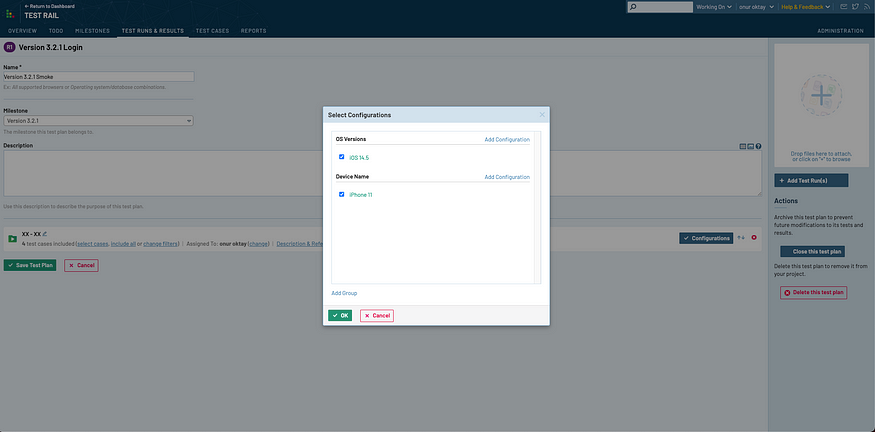 ← Return to Dashboard
TEST RAIL
Working On
onur oktay
Help & Feedback
OVERVIEW TODO MILESTONES TEST RUNS & RESULTS TEST CASES REPORTS ADMINISTRATION
R1 Version 3.2.1 Login
Name *
Version 3.2.1 Smoke
Ex. All supported browsers or Operating system/database combinations.
Milestone
Version 3.2.1
The milestone this test plan belongs to.
Description
Use this description to describe the purpose of this test plan.
XX - XX
4 test cases included (select cases, include all or change filters) | Assigned To: onur oktay (change) | Description & Refe
Configurations
Save Test Plan
Cancel
Select Configurations
OS Versions Add Configuration
iOS 14.5
Device Name Add Configuration
iPhone 11
Add Group
OK
Cancel
Drop files here to attach,
or click on "+" to browse
+ Add Test Run(s)
Actions
Archive this test plan to prevent
future modifications to its tests and
results.
Close this test plan
Delete this test plan to remove it from
your project.
Delete this test plan